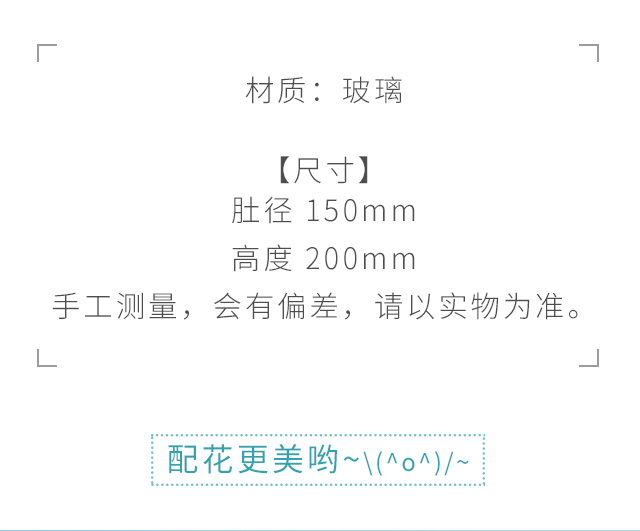 材质：玻璃
【尺寸】
肚径 150mm
高度 200mm
手工测量，会有偏差，请以实物为准。
配花更美哟~\(^o^)/~